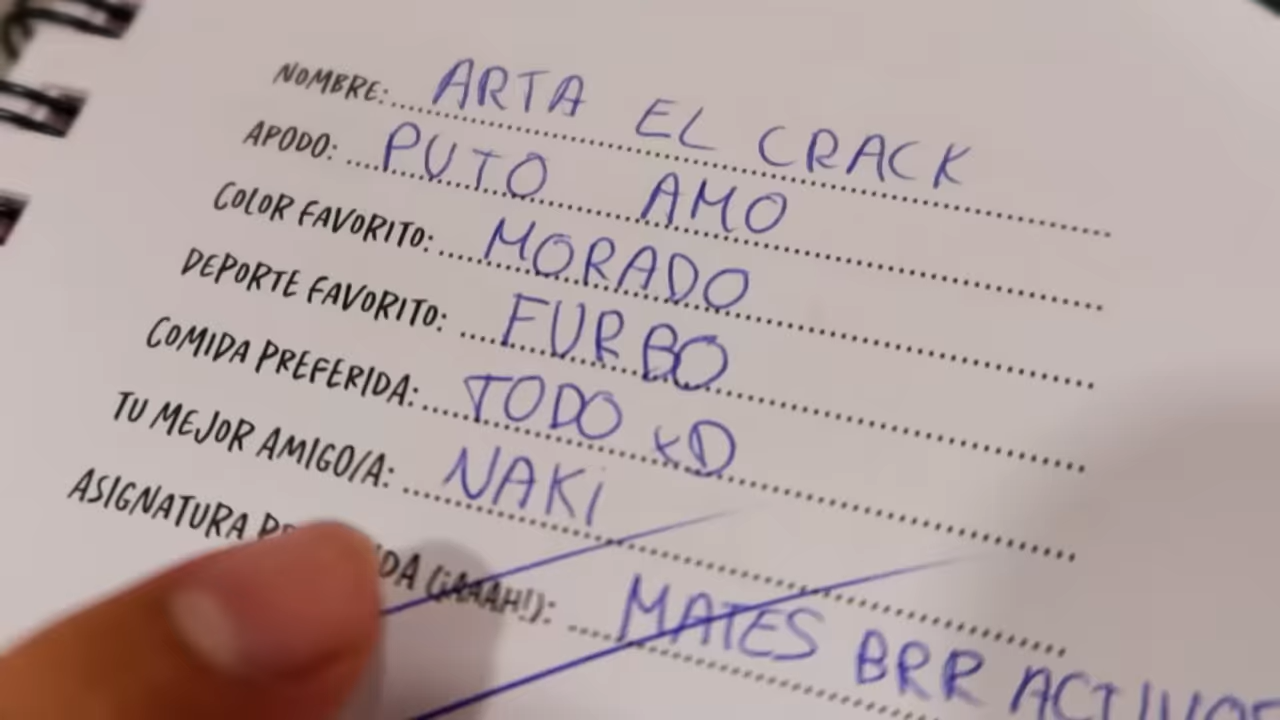 NOMBRE: ARTA EL CRACK
APODO: PUTO AMO
COLOR FAVORITO: MORADO
DEPORTE FAVORITO: FURBO
COMIDA PREFERIDA: TODO xD
TU MEJOR AMIGO/A: NAKi
ASIGNATURA (¡AAAH!): MATES BRR